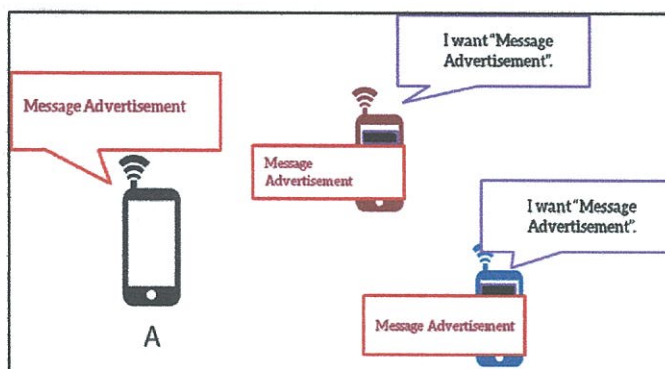 I want “Message
Advertisement”.
Message Advertisement
Message
Advertisement
I want “Message
Advertisement”.
Message Advertisement
A